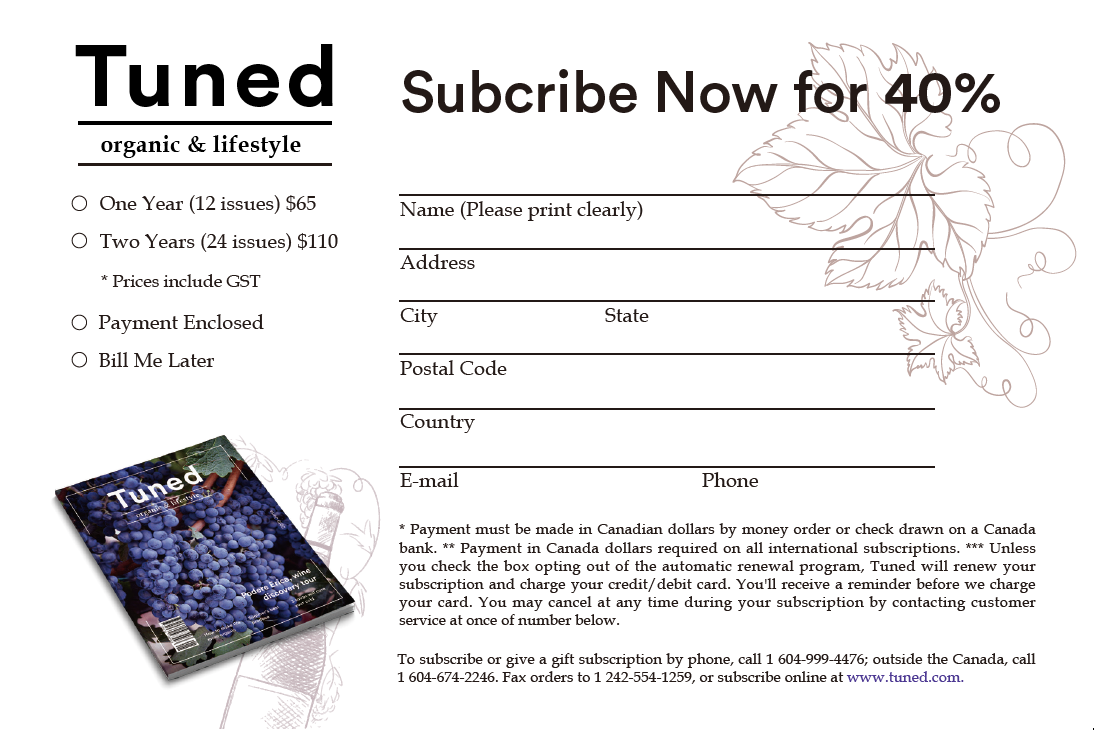 Tuned
organic & lifestyle
Subcribe Now for 40%
One Year (12 issues) $65
Two Years (24 issues) $110
* Prices include GST
Payment Enclosed
Bill Me Later
Name (Please print clearly)
Address
City State
Postal Code
Country
E-mail Phone
Tuned
organic & lifestyle
Podere Erica, wine
discovery tour
* Payment must be made in Canadian dollars by money order or check drawn on a Canada
bank. ** Payment in Canada dollars required on all international subscriptions. *** Unless
you check the box opting out of the automatic renewal program, Tuned will renew your
subscription and charge your credit/debit card. You'll receive a reminder before we charge
your card. You may cancel at any time during your subscription by contacting customer
service at once of number below.
To subscribe or give a gift subscription by phone, call 1 604-999-4476; outside the Canada, call
1 604-674-2246. Fax orders to 1 242-554-1259, or subscribe online at www.tuned.com.